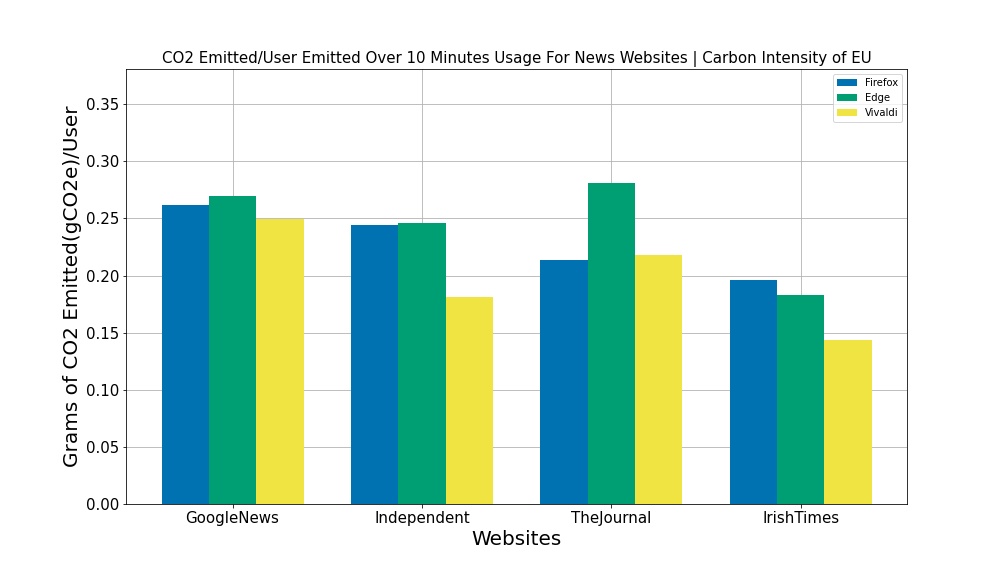 CO2 Emitted/User Emitted Over 10 Minutes Usage For News Websites | Carbon Intensity of EU
Firefox
Edge
Vivaldi
Grams of CO2 Emitted(gCO2e)/User
0.35
0.30
0.25
0.20
0.15
0.10
0.05
0.00
GoogleNews Independent TheJournal IrishTimes
Websites